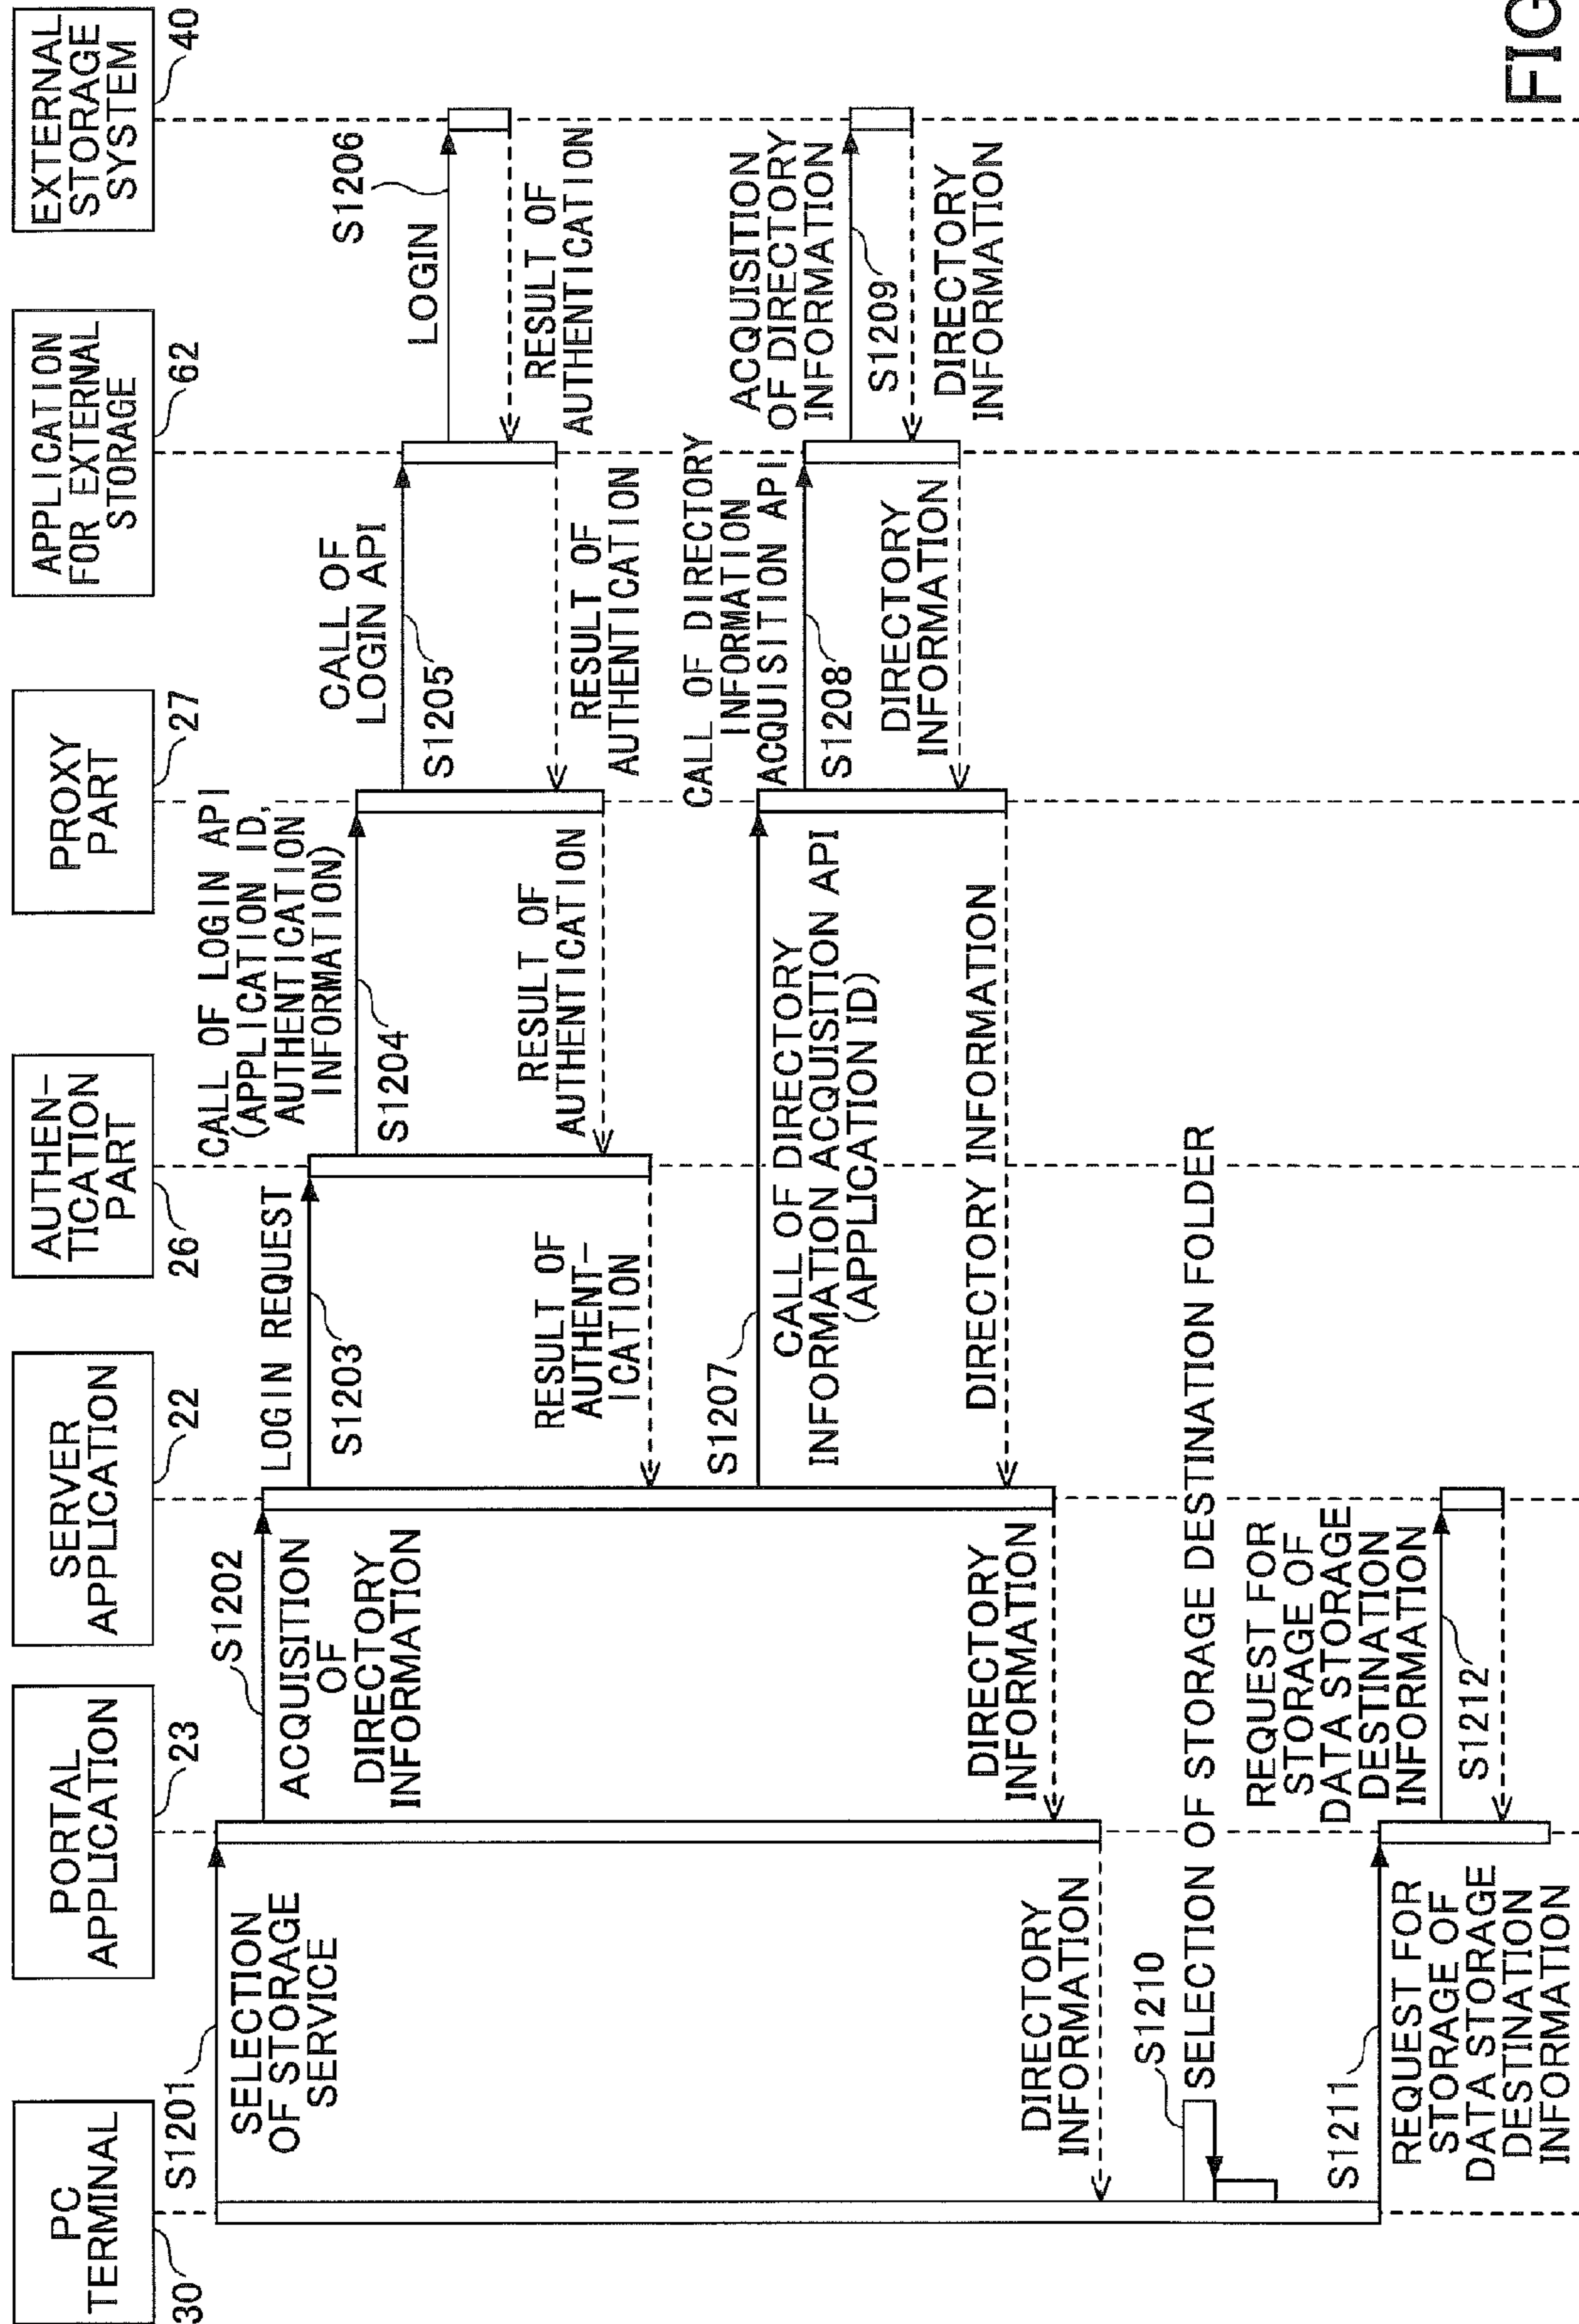 PC
TERMINAL
30
PORTAL
APPLICATION
23
SERVER
APPLICATION
22
AUTHEN-
TICATION
PART
26
PROXY
PART
27
APPLICATION
FOR EXTERNAL
STORAGE
62
EXTERNAL
STORAGE
SYSTEM
40
S1201
SELECTION
OF STORAGE
SERVICE
S1202
ACQUISITION
OF
DIRECTORY
INFORMATION
LOGIN REQUEST
S1203
CALL OF LOGIN API
(APPLICATION ID,
AUTHENTICATION
INFORMATION)
S1204
CALL OF
LOGIN API
S1205
S1206
LOGIN
RESULT OF
AUTHENTICATION
RESULT OF
AUTHENTICATION
RESULT OF
AUTHENTICATION
RESULT OF
AUTHENT-
ICATION
S1207
CALL OF DIRECTORY
INFORMATION ACQUISITION API
(APPLICATION ID)
CALL OF DIRECTORY
INFORMATION
ACQUISITION API
S1208
ACQUISITION
OF DIRECTORY
INFORMATION
S1209
DIRECTORY
INFORMATION
DIRECTORY
INFORMATION
DIRECTORY INFORMATION
DIRECTORY
INFORMATION
DIRECTORY
INFORMATION
S1210
SELECTION OF STORAGE DESTINATION FOLDER
S1211
REQUEST FOR
STORAGE OF
DATA STORAGE
DESTINATION
INFORMATION
REQUEST FOR
STORAGE OF
DATA STORAGE
DESTINATION
INFORMATION
S1212
FIG